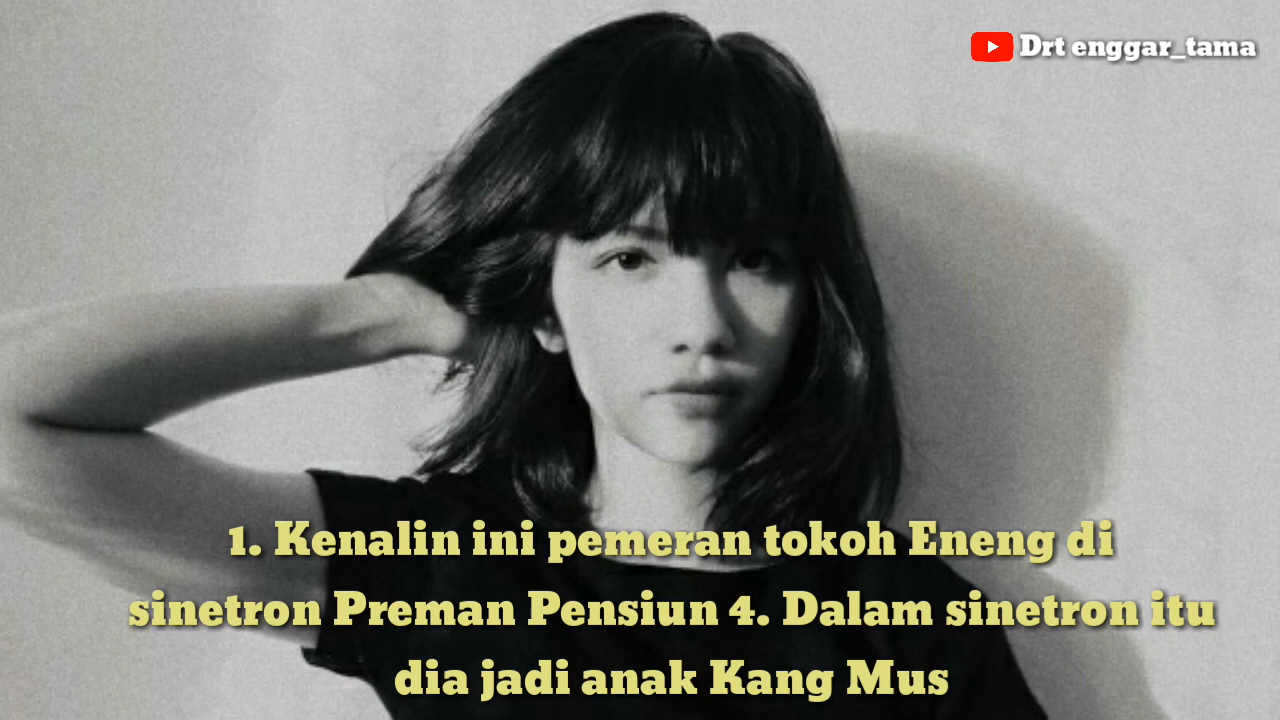 Drt enggar_tama
1. Kenalin ini pemeran tokoh Eneng di
sinetron Preman Pensiun 4. Dalam sinetron itu
dia jadi anak Kang Mus